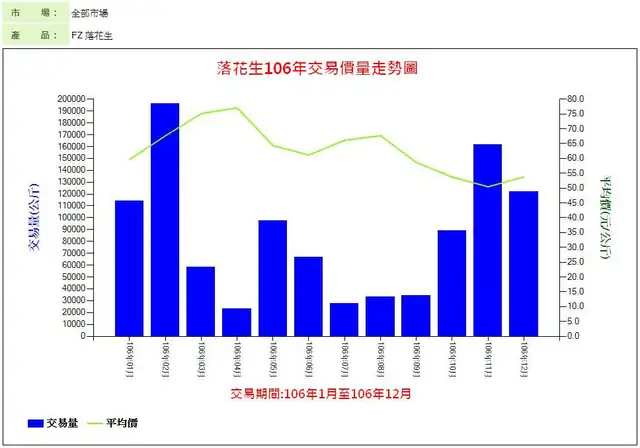 市　場： 全部市場
產　品： FZ 落花生
落花生106年交易價量走勢圖
200000
190000
180000
170000
160000
150000
140000
130000
120000
110000
100000
90000
80000
70000
60000
50000
40000
30000
20000
10000
0
交易量(公斤)
80.0
75.0
70.0
65.0
60.0
55.0
50.0
45.0
40.0
35.0
30.0
25.0
20.0
15.0
10.0
5.0
0.0
平均價(元/公斤)
106年01月
106年02月
106年03月
106年04月
106年05月
106年06月
106年07月
106年08月
106年09月
106年10月
106年11月
106年12月
交易期間:106年1月至106年12月
交易量 平均價